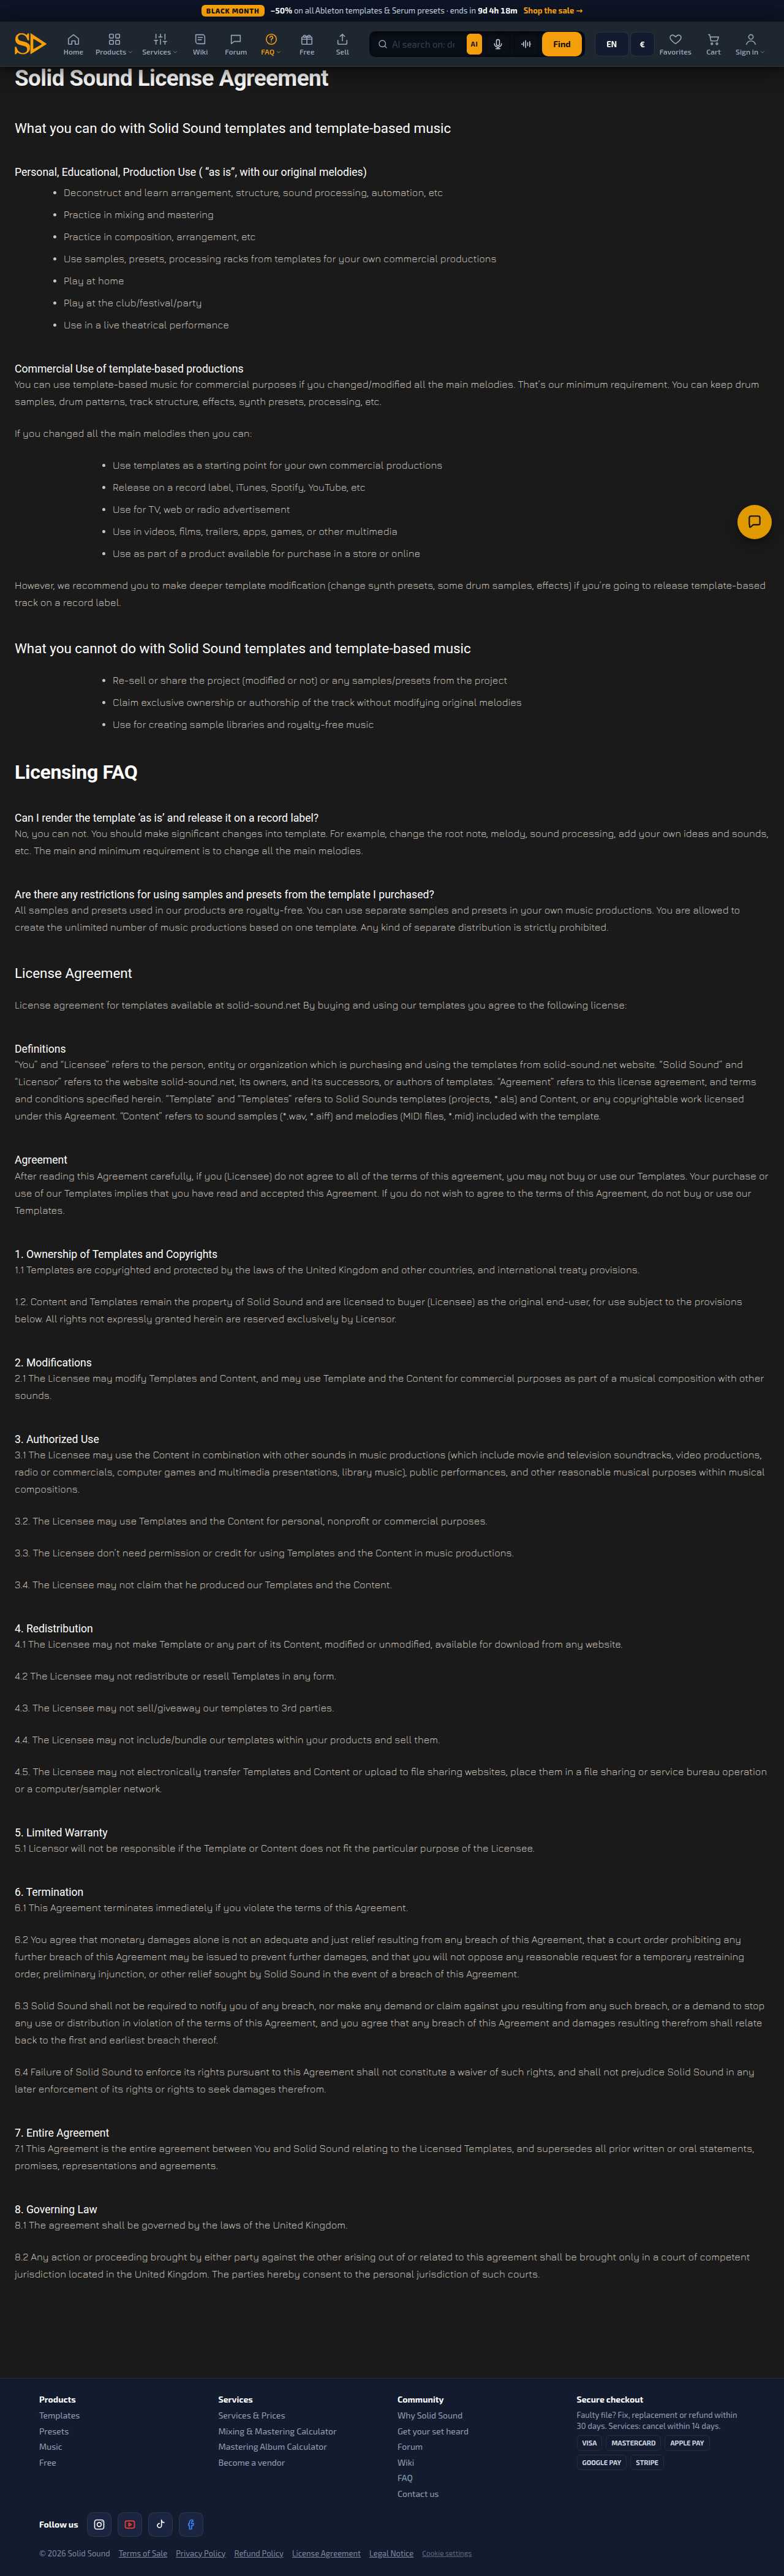 BLACK MONTH −50% on all Ableton templates & Serum presets · ends in 9d 4h 18m Shop the sale →
Home Products Services Wiki Forum FAQ Free Sell AI search on: de AI Find EN € Favorites Cart Sign in
Solid Sound License Agreement
What you can do with Solid Sound templates and template-based music
Personal, Educational, Production Use ( “as is”, with our original melodies)
• Deconstruct and learn arrangement, structure, sound processing, automation, etc
• Practice in mixing and mastering
• Practice in composition, arrangement, etc
• Use samples, presets, processing racks from templates for your own commercial productions
• Play at home
• Play at the club/festival/party
• Use in a live theatrical performance
Commercial Use of template-based productions
You can use template-based music for commercial purposes if you changed/modified all the main melodies. That’s our minimum requirement. You can keep drum
samples, drum patterns, track structure, effects, synth presets, processing, etc.
If you changed all the main melodies then you can:
• Use templates as a starting point for your own commercial productions
• Release on a record label, iTunes, Spotify, YouTube, etc
• Use for TV, web or radio advertisement
• Use in videos, films, trailers, apps, games, or other multimedia
• Use as part of a product available for purchase in a store or online
However, we recommend you to make deeper template modification (change synth presets, some drum samples, effects) if you’re going to release template-based
track on a record label.
What you cannot do with Solid Sound templates and template-based music
• Re-sell or share the project (modified or not) or any samples/presets from the project
• Claim exclusive ownership or authorship of the track without modifying original melodies
• Use for creating sample libraries and royalty-free music
Licensing FAQ
Can I render the template ‘as is’ and release it on a record label?
No, you can not. You should make significant changes into template. For example, change the root note, melody, sound processing, add your own ideas and sounds,
etc. The main and minimum requirement is to change all the main melodies.
Are there any restrictions for using samples and presets from the template I purchased?
All samples and presets used in our products are royalty-free. You can use separate samples and presets in your own music productions. You are allowed to
create the unlimited number of music productions based on one template. Any kind of separate distribution is strictly prohibited.
License Agreement
License agreement for templates available at solid-sound.net By buying and using our templates you agree to the following license:
Definitions
“You” and “Licensee” refers to the person, entity or organization which is purchasing and using the templates from solid-sound.net website. “Solid Sound” and
“Licensor” refers to the website solid-sound.net, its owners, and its successors, or authors of templates. “Agreement” refers to this license agreement, and terms
and conditions specified herein. “Template” and “Templates” refers to Solid Sounds templates (projects, *.als) and Content, or any copyrightable work licensed
under this Agreement. “Content” refers to sound samples (*.wav, *.aiff) and melodies (MIDI files, *.mid) included with the template.
Agreement
After reading this Agreement carefully, if you (Licensee) do not agree to all of the terms of this agreement, you may not buy or use our Templates. Your purchase or
use of our Templates implies that you have read and accepted this Agreement. If you do not wish to agree to the terms of this Agreement, do not buy or use our
Templates.
1. Ownership of Templates and Copyrights
1.1 Templates are copyrighted and protected by the laws of the United Kingdom and other countries, and international treaty provisions.
1.2. Content and Templates remain the property of Solid Sound and are licensed to buyer (Licensee) as the original end-user, for use subject to the provisions
below. All rights not expressly granted herein are reserved exclusively by Licensor.
2. Modifications
2.1 The Licensee may modify Templates and Content, and may use Template and the Content for commercial purposes as part of a musical composition with other
sounds.
3. Authorized Use
3.1 The Licensee may use the Content in combination with other sounds in music productions (which include movie and television soundtracks, video productions,
radio or commercials, computer games and multimedia presentations, library music), public performances, and other reasonable musical purposes within musical
compositions.
3.2. The Licensee may use Templates and the Content for personal, nonprofit or commercial purposes.
3.3. The Licensee don’t need permission or credit for using Templates and the Content in music productions.
3.4. The Licensee may not claim that he produced our Templates and the Content.
4. Redistribution
4.1 The Licensee may not make Template or any part of its Content, modified or unmodified, available for download from any website.
4.2 The Licensee may not redistribute or resell Templates in any form.
4.3. The Licensee may not sell/giveaway our templates to 3rd parties.
4.4. The Licensee may not include/bundle our templates within your products and sell them.
4.5. The Licensee may not electronically transfer Templates and Content or upload to file sharing websites, place them in a file sharing or service bureau operation
or a computer/sampler network.
5. Limited Warranty
5.1 Licensor will not be responsible if the Template or Content does not fit the particular purpose of the Licensee.
6. Termination
6.1 This Agreement terminates immediately if you violate the terms of this Agreement.
6.2 You agree that monetary damages alone is not an adequate and just relief resulting from any breach of this Agreement, that a court order prohibiting any
further breach of this Agreement may be issued to prevent further damages, and that you will not oppose any reasonable request for a temporary restraining
order, preliminary injunction, or other relief sought by Solid Sound in the event of a breach of this Agreement.
6.3 Solid Sound shall not be required to notify you of any breach, nor make any demand or claim against you resulting from any such breach, or a demand to stop
any use or distribution in violation of the terms of this Agreement, and you agree that any breach of this Agreement and damages resulting therefrom shall relate
back to the first and earliest breach thereof.
6.4 Failure of Solid Sound to enforce its rights pursuant to this Agreement shall not constitute a waiver of such rights, and shall not prejudice Solid Sound in any
later enforcement of its rights or rights to seek damages therefrom.
7. Entire Agreement
7.1 This Agreement is the entire agreement between You and Solid Sound relating to the Licensed Templates, and supersedes all prior written or oral statements,
promises, representations and agreements.
8. Governing Law
8.1 The agreement shall be governed by the laws of the United Kingdom.
8.2 Any action or proceeding brought by either party against the other arising out of or related to this agreement shall be brought only in a court of competent
jurisdiction located in the United Kingdom. The parties hereby consent to the personal jurisdiction of such courts.
Products
Templates
Presets
Music
Free
Services
Services & Prices
Mixing & Mastering Calculator
Mastering Album Calculator
Become a vendor
Community
Why Solid Sound
Get your seat heard
Forum
Wiki
FAQ
Contact us
Secure checkout
Faulty file? Fix, replacement or refund within
30 days. Services: cancel within 14 days.
VISA MASTERCARD APPLE PAY
GOOGLE PAY STRIPE
Follow us
© 2026 Solid Sound Terms of Sale Privacy Policy Refund Policy License Agreement Legal Notice Cookie settings